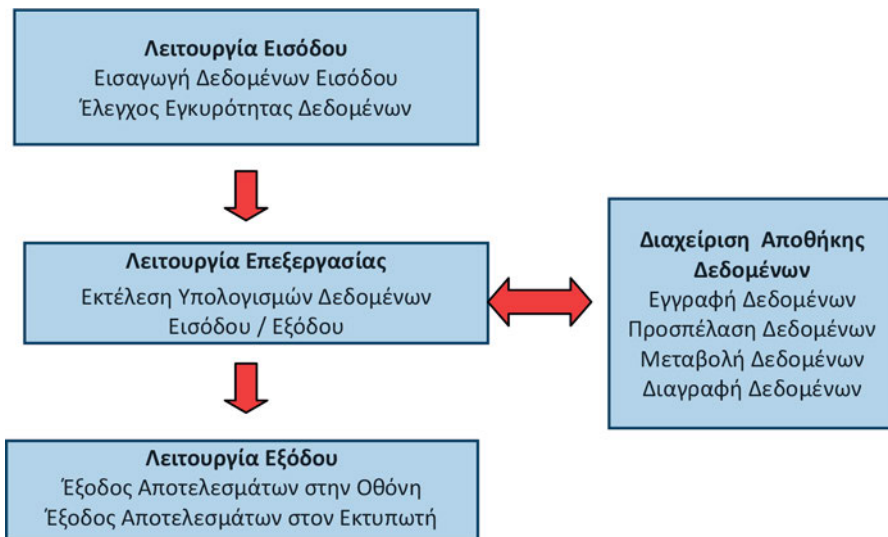 Λειτουργία Εισόδου
Εισαγωγή Δεδομένων Εισόδου
Έλεγχος Εγκυρότητας Δεδομένων
Λειτουργία Επεξεργασίας
Εκτέλεση Υπολογισμών Δεδομένων
Εισόδου / Εξόδου
Διαχείριση Αποθήκης
Δεδομένων
Εγγραφή Δεδομένων
Προσπέλαση Δεδομένων
Μεταβολή Δεδομένων
Διαγραφή Δεδομένων
Λειτουργία Εξόδου
Έξοδος Αποτελεσμάτων στην Οθόνη
Έξοδος Αποτελεσμάτων στον Εκτυπωτή